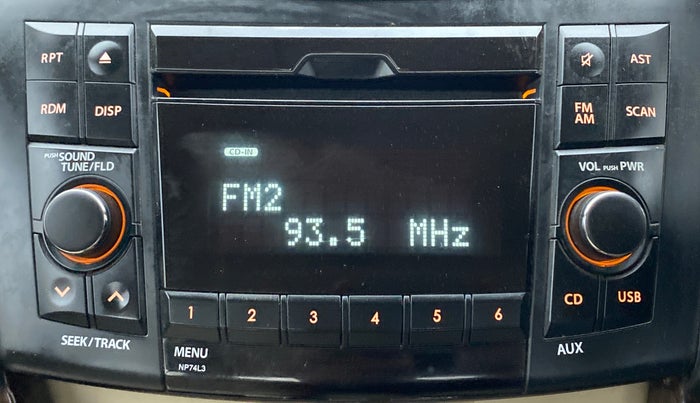 RPT
AST
RDM
DISP
FM
AM
SCAN
PUSH SOUND
TUNE/FLD
VOL PUSH PWR
CD-IN
FM2
93.5 MHz
CD
USB
1 2 3 4 5 6
SEEK/TRACK
MENU
AUX
NP74L3